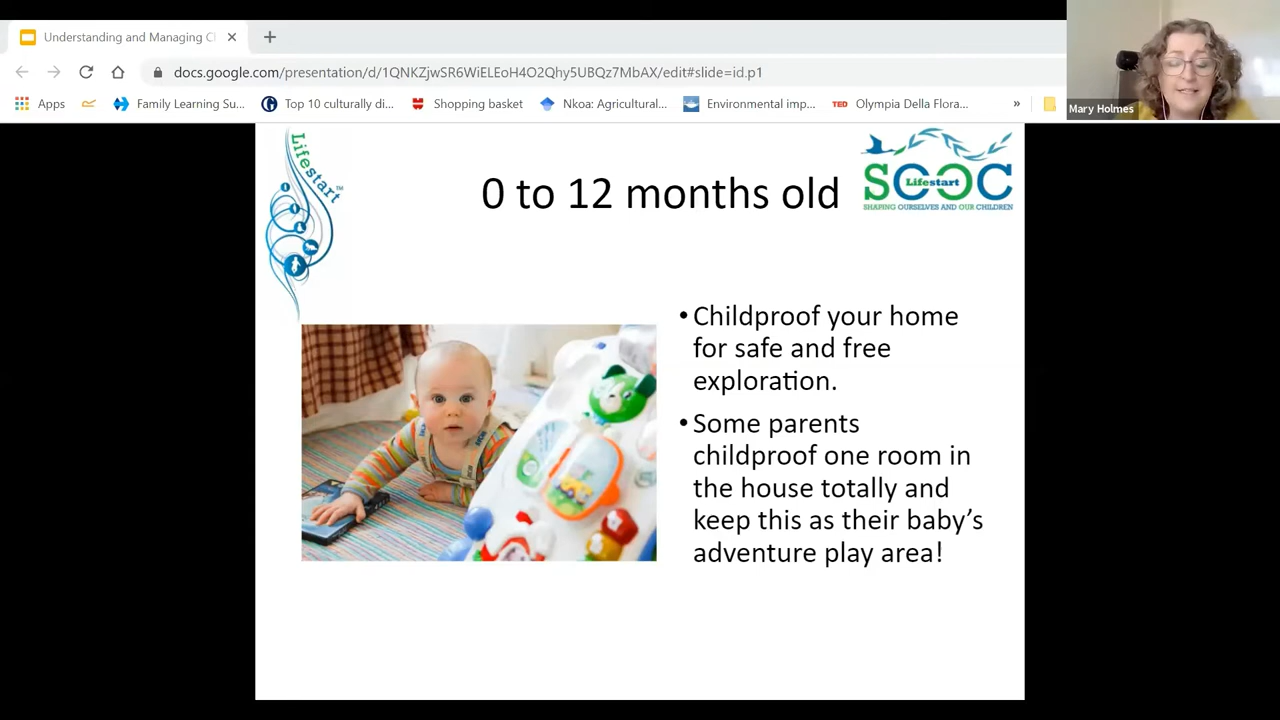 Understanding and Managing C
docs.google.com/presentation/d/1QNKZjwSR6WiELEoH4O2Qhy5UBQz7MbAX/edit#slide=id.p1
Apps
Family Learning Su...
Top 10 culturally di...
Shopping basket
Nkoa: Agricultural...
Environmental imp...
TED
Olympia Della Flora...
»
Mary Holmes
Lifestart™
0 to 12 months old
SCOC
Lifestart
SHAPING OURSELVES AND OUR CHILDREN
• Childproof your home
for safe and free
exploration.
• Some parents
childproof one room in
the house totally and
keep this as their baby’s
adventure play area!